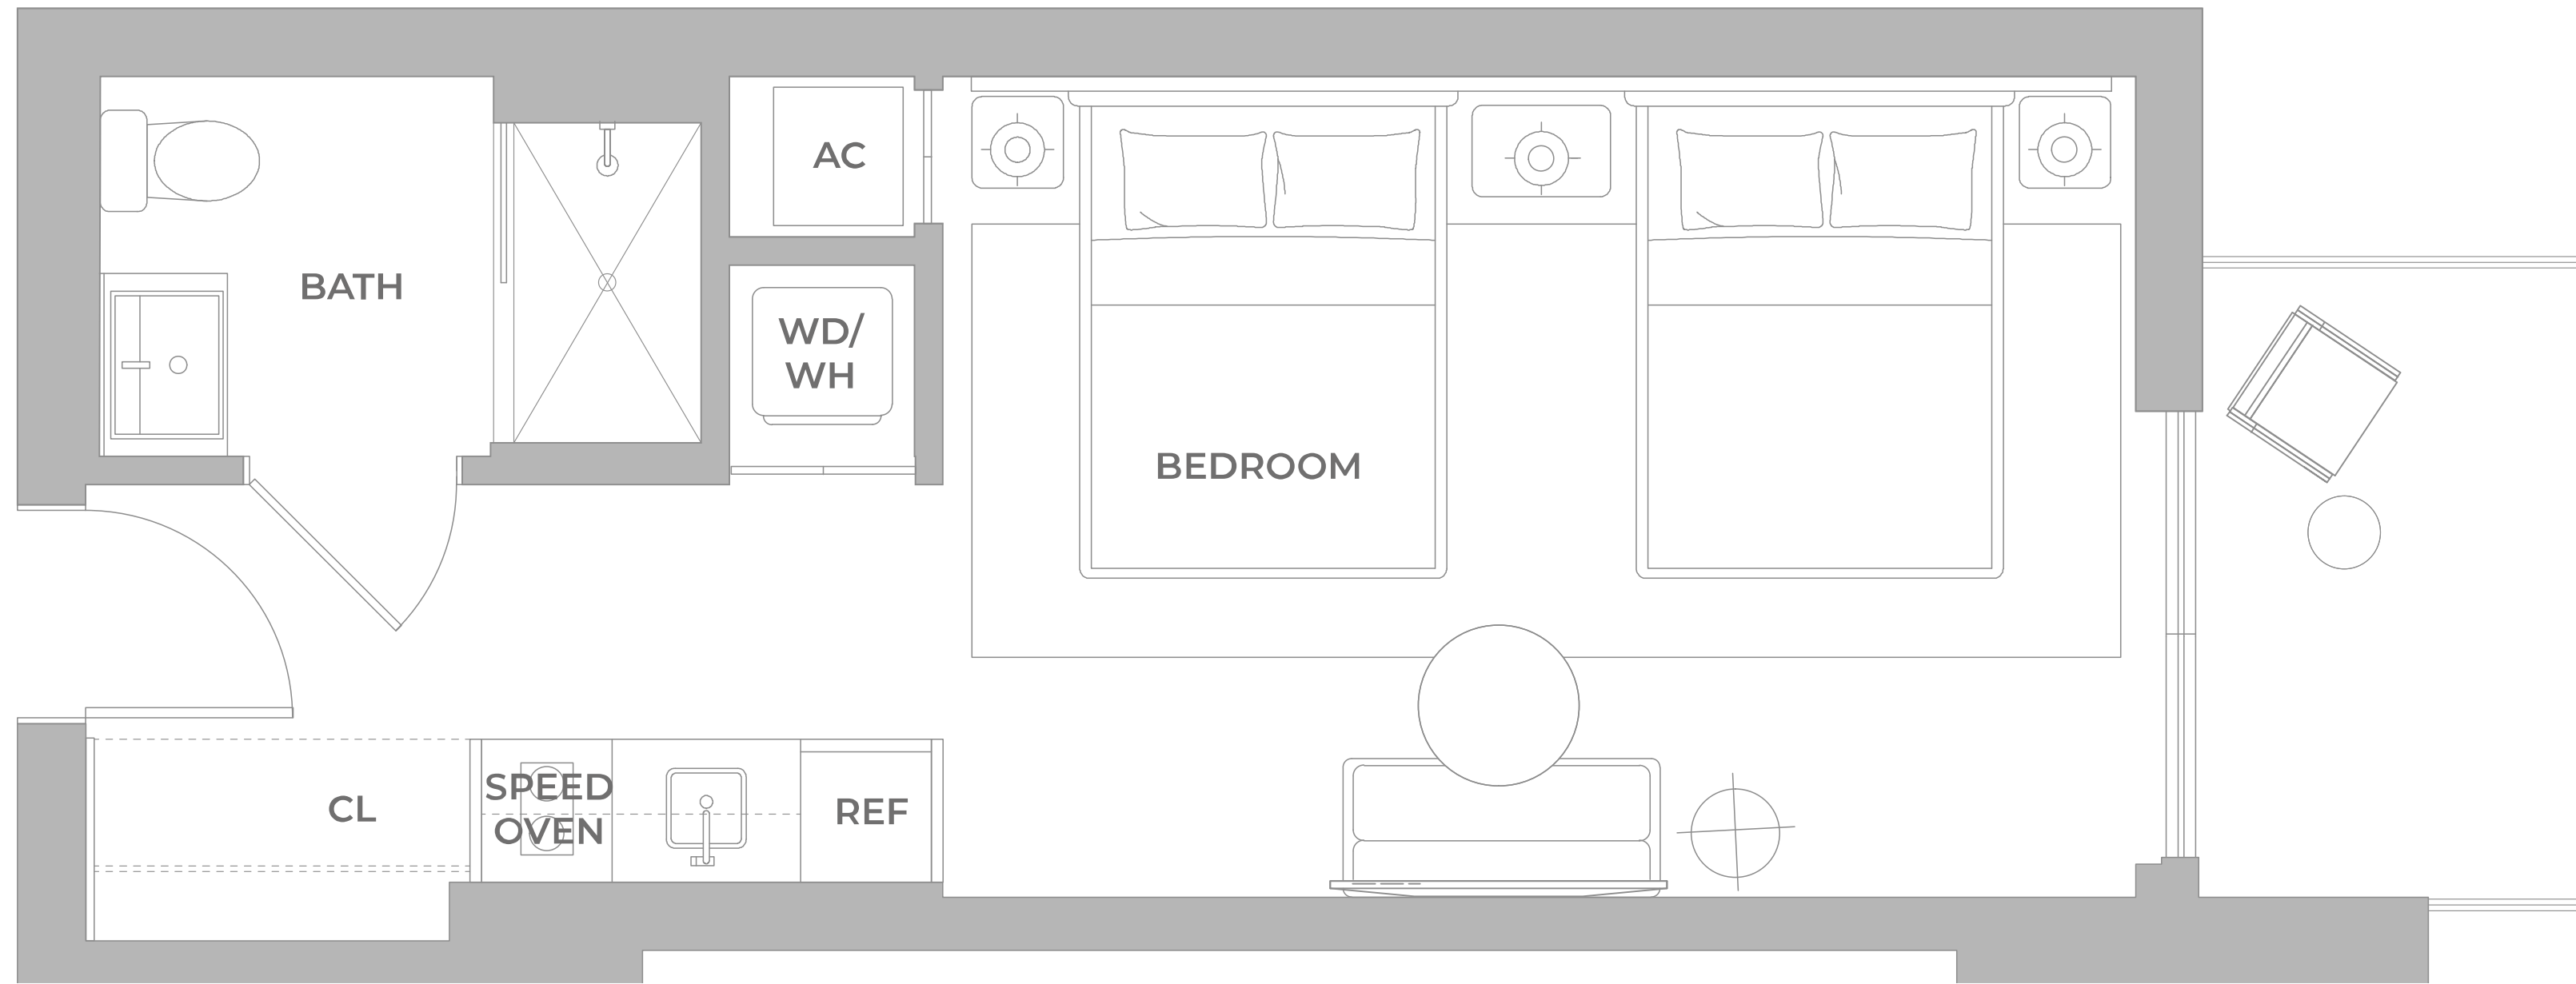 AC
BATH
WD/
WH
BEDROOM
CL
SPEED
OVEN
REF